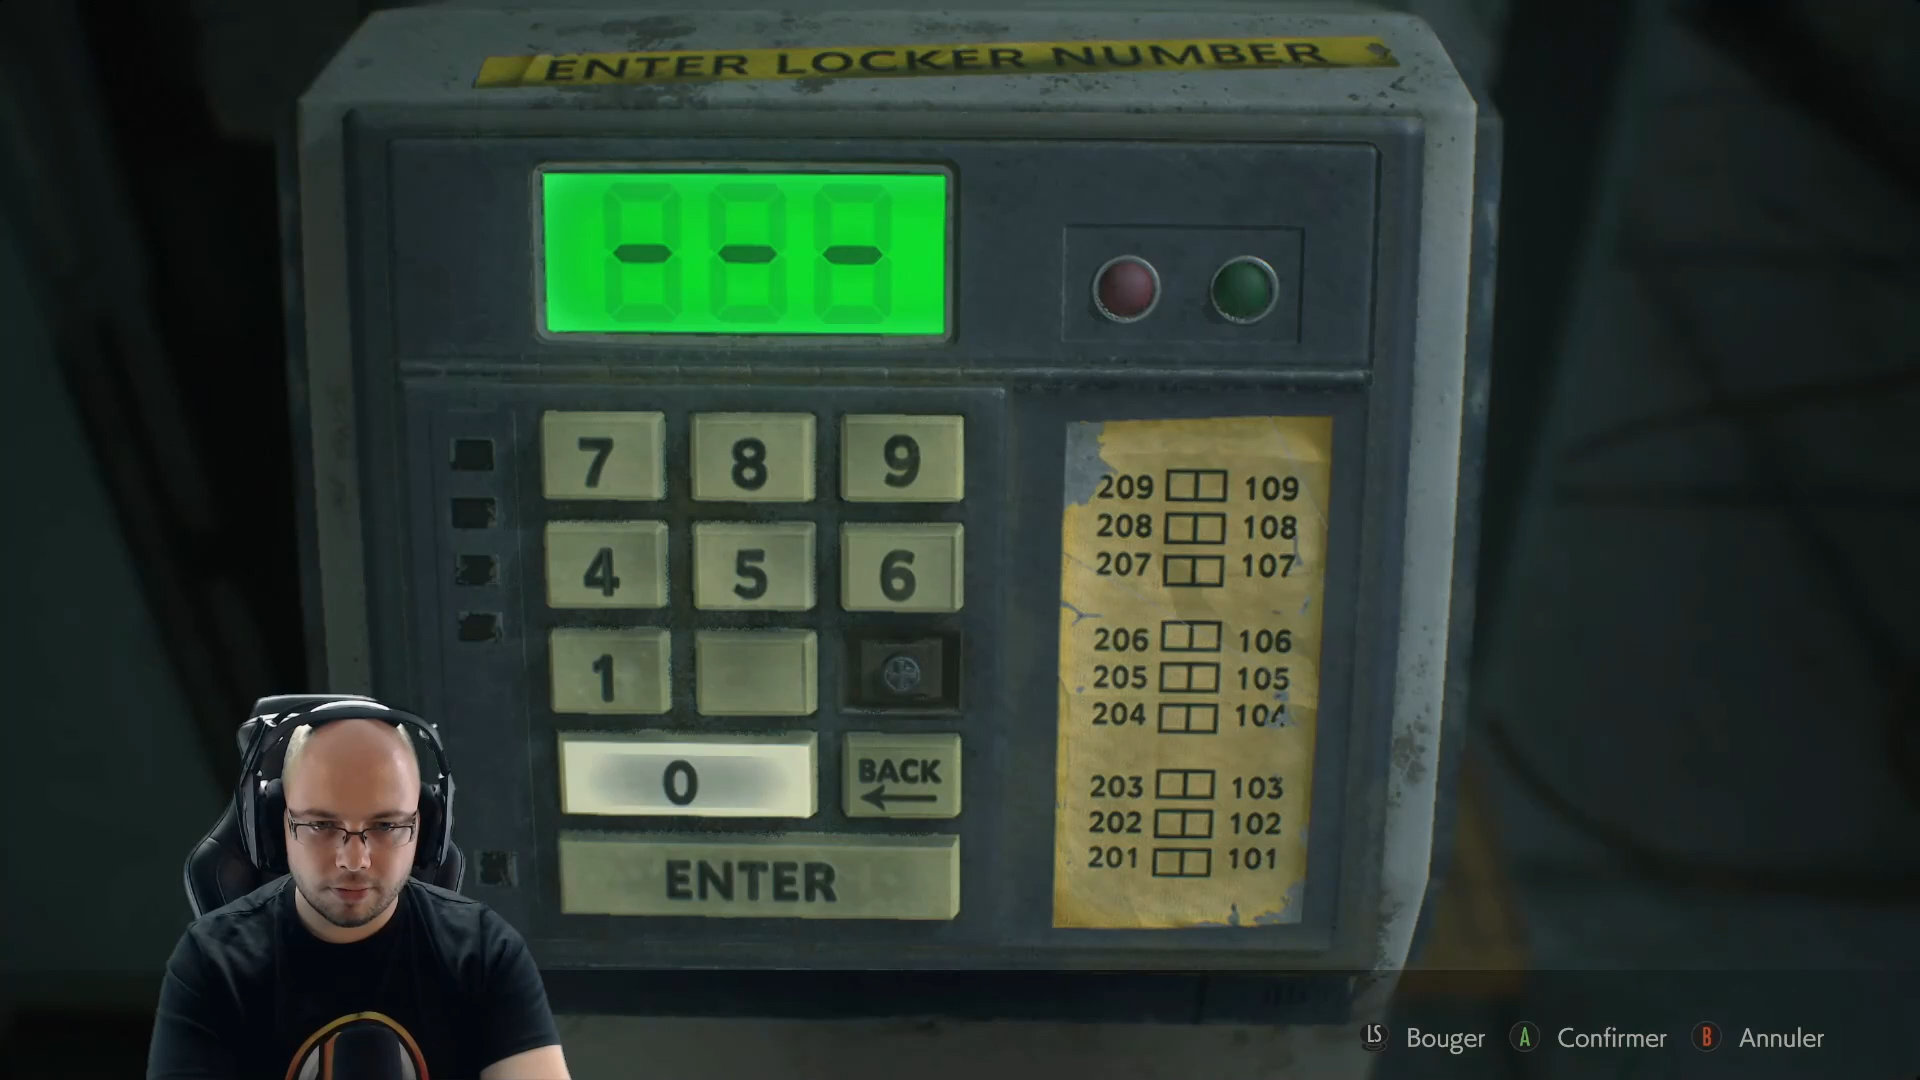 ENTER LOCKER NUMBER
---
7 8 9
4 5 6
1
0 BACK
ENTER
209 109
208 108
207 107
206 106
205 105
204 104
203 103
202 102
201 101
LS Bouger A Confirmer B Annuler